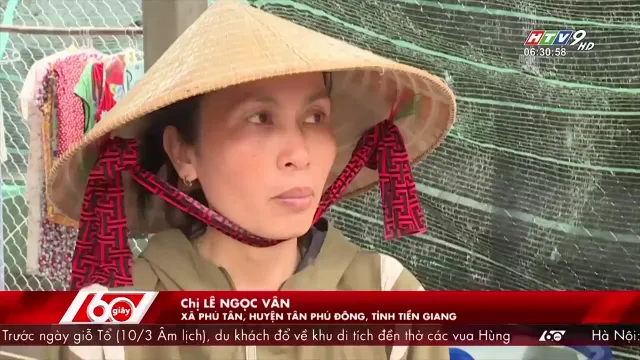 HTV9 HD
06:30:58
60 giây
Chị LÊ NGỌC VÂN
XÃ PHÚ TÂN, HUYỆN TÂN PHÚ ĐÔNG, TỈNH TIỀN GIANG
Trước ngày giỗ Tổ (10/3 Âm lịch), du khách đổ về khu di tích đền thờ các vua Hùng 60 giây Hà Nội